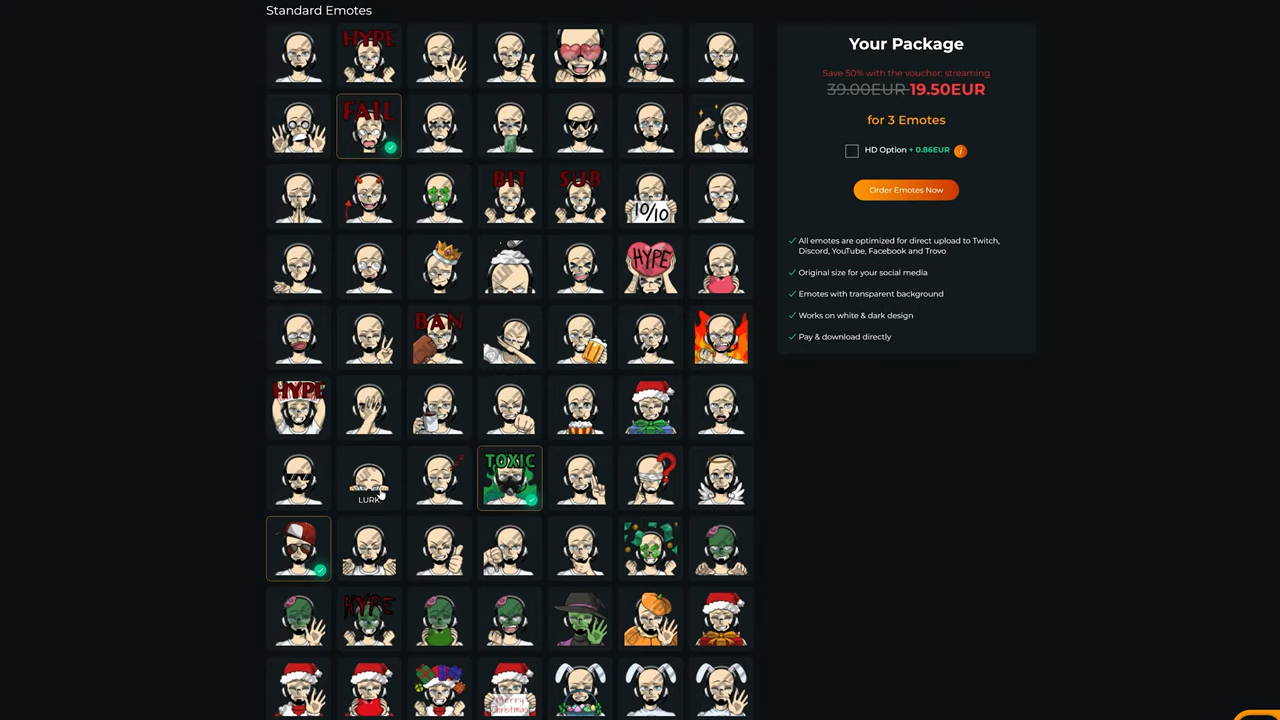 Standard Emotes
Your Package
Save 50% with the voucher: streaming
39.00EUR 19.50EUR
for 3 Emotes
HD Option + 0.86EUR i
Order Emotes Now
All emotes are optimized for direct upload to Twitch,
Discord, YouTube, Facebook and Trovo
Original size for your social media
Emotes with transparent background
Works on white & dark design
Pay & download directly
HYPE
FAIL
BIT
SUB
10/10
HYPE
BAN
HYPE
TOXIC
?
LURK
HYPE
Merry
Christmas